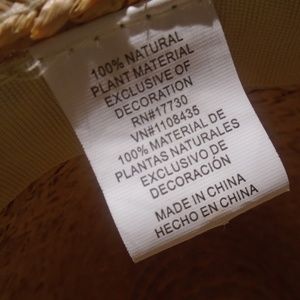 100% NATURAL
PLANT MATERIAL
EXCLUSIVE OF
DECORATION
RN#17730
VN#1108435
100% MATERIAL DE
PLANTAS NATURALES
EXCLUSIVO DE
DECORACIÓN
MADE IN CHINA
HECHO EN CHINA